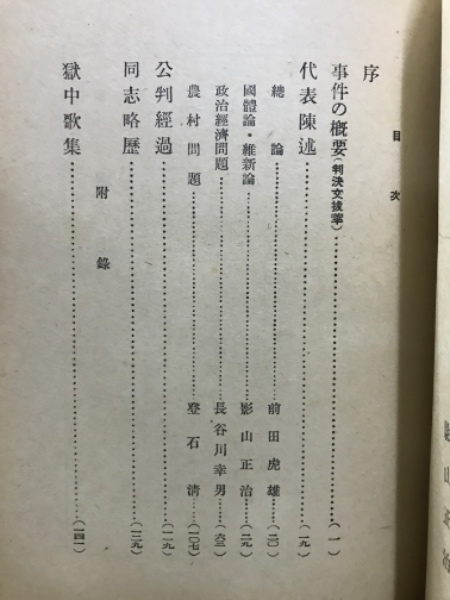 目次
序
事件の概要(判決文拔萃)……(一)
代表陳述……(一九)
總論……前田虎雄……(二〇)
國體論・維新論……影山正治……(二九)
政治經濟問題……長谷川幸男……(六三)
農村問題……登石淸……(一〇七)
公判經過……(一一九)
同志略歷……(一二九)
附錄
獄中歌集……(一四一)